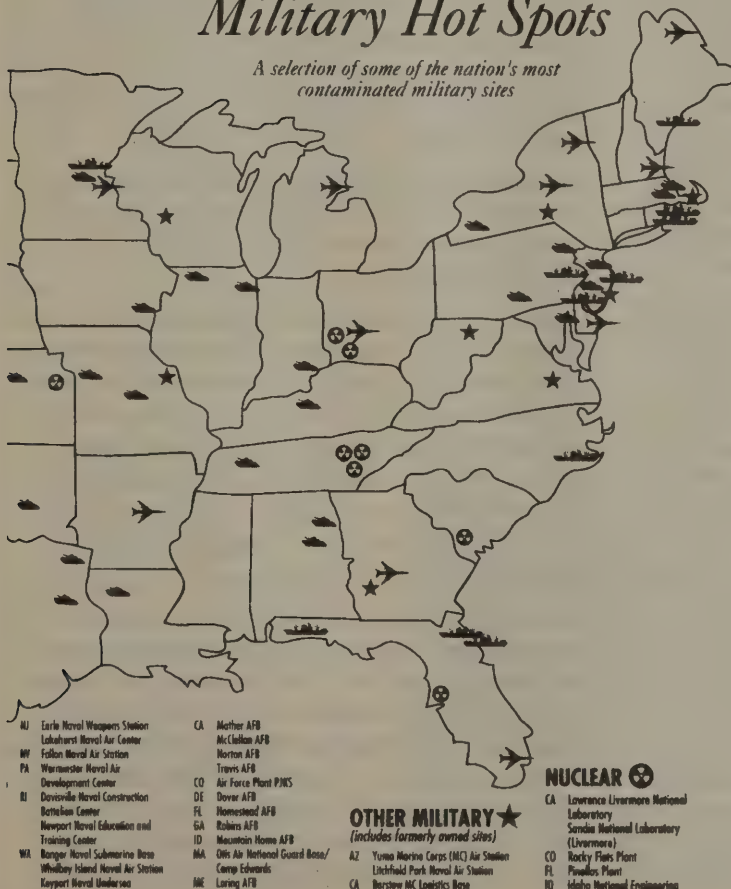 Military Hot Spots
A selection of some of the nation's most
contaminated military sites
NJ Earle Naval Weapons Station
Lakehurst Naval Air Center
NV Fallon Naval Air Station
PA Warminster Naval Air
Development Center
RI Davisville Naval Construction
Battalion Center
Newport Naval Education and
Training Center
WA Bangor Naval Submarine Base
Whidbey Island Naval Air Station
Keyport Naval Undersea
CA Mather AFB
McClellan AFB
Norton AFB
Travis AFB
CO Air Force Plant PJKS
DE Dover AFB
FL Homestead AFB
GA Robins AFB
ID Mountain Home AFB
MA Otis Air National Guard Base/
Camp Edwards
ME Loring AFB
OTHER MILITARY
(includes formerly owned sites)
AZ Yuma Marine Corps (MC) Air Station
Litchfield Park Naval Air Station
CA Barstow MC Logistics Base
NUCLEAR
CA Lawrence Livermore National
Laboratory
Sandia National Laboratory
(Livermore)
CO Rocky Flats Plant
FL Pinellas Plant
ID Idaho National Engineering